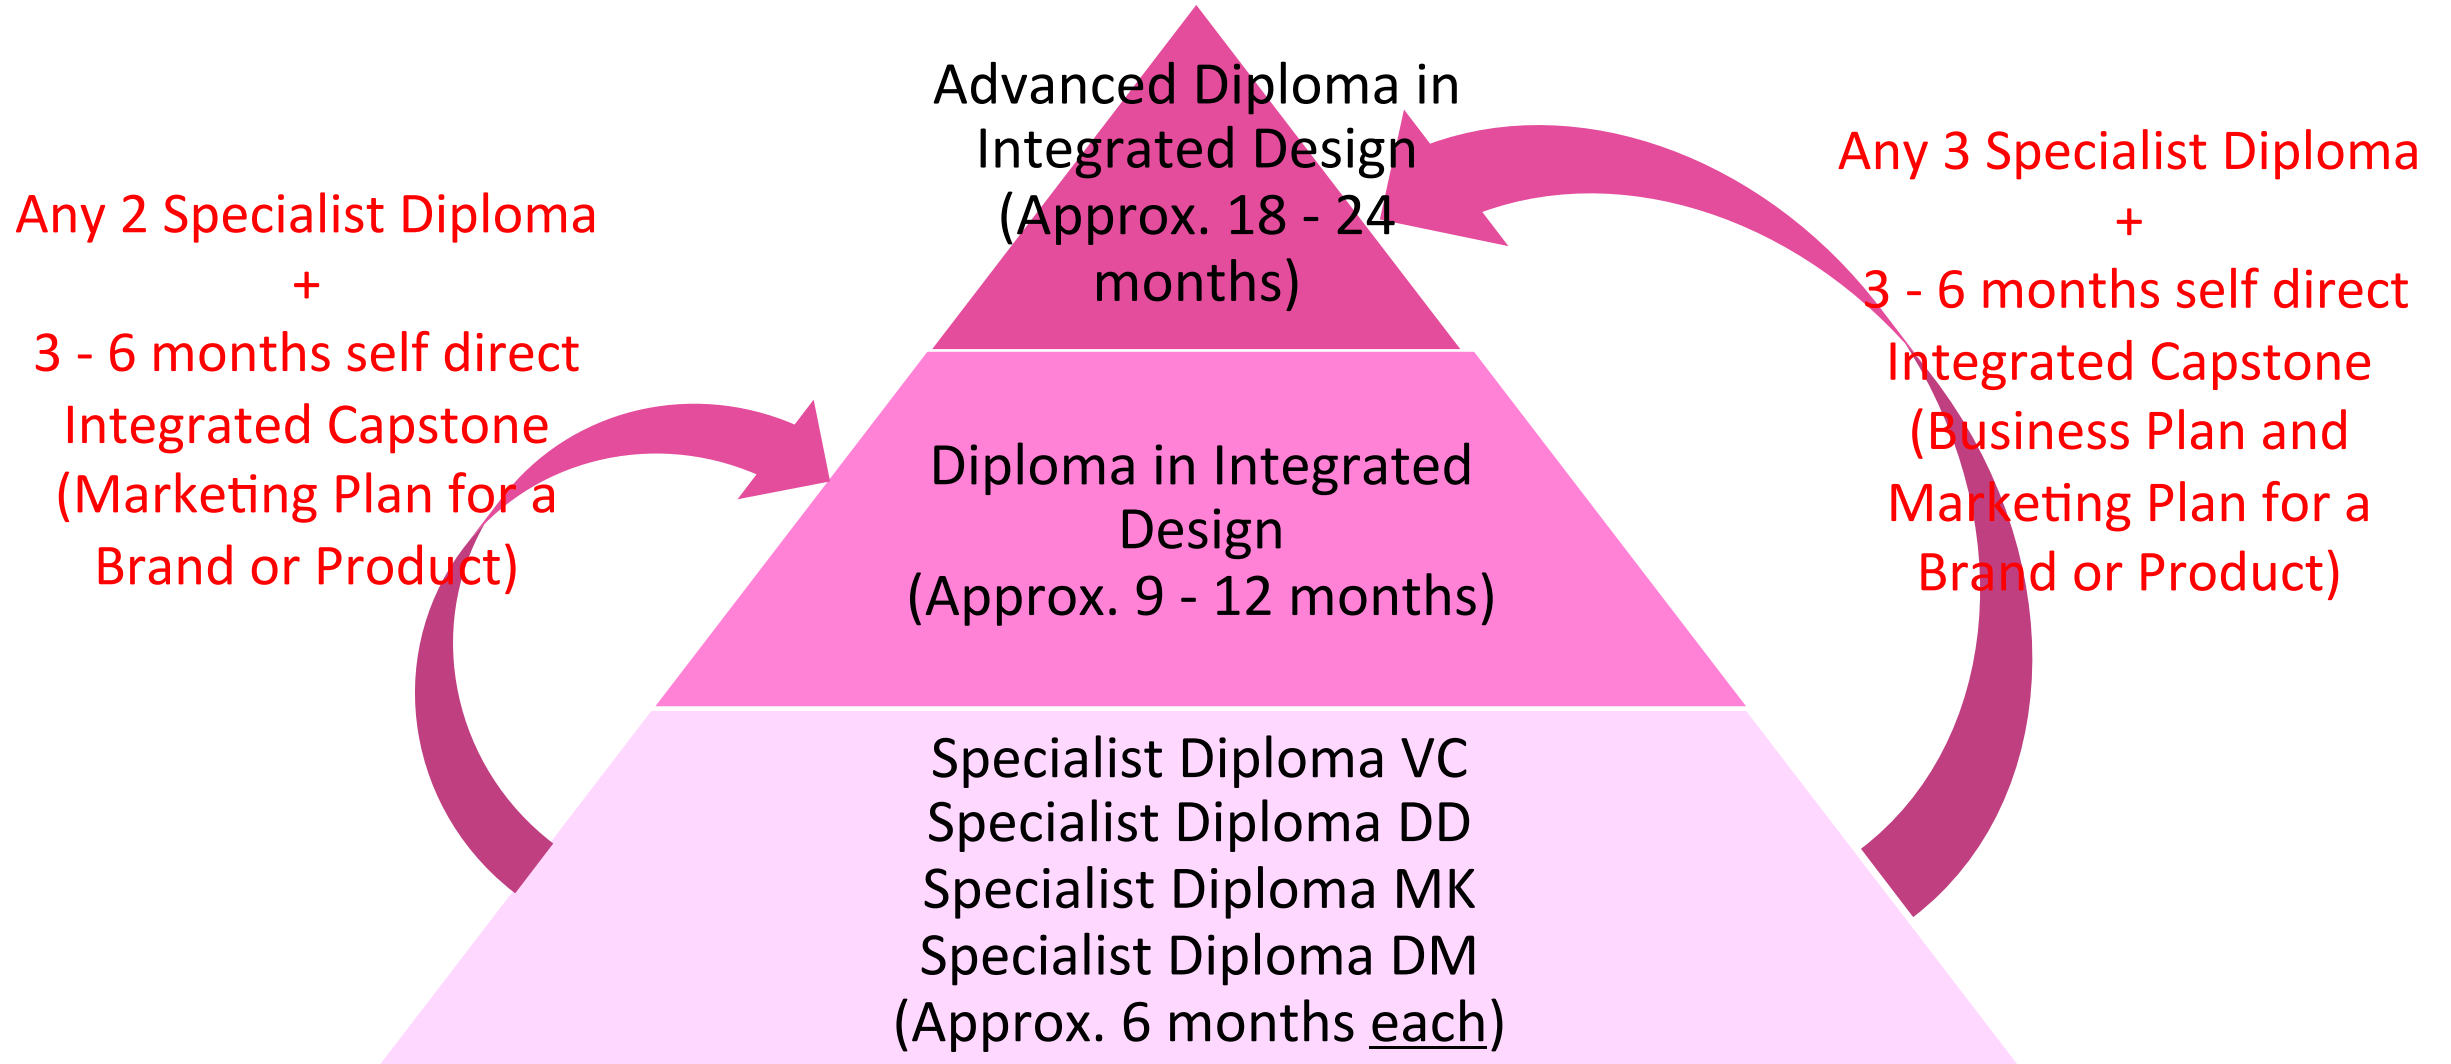 Advanced Diploma in
Integrated Design
(Approx. 18 - 24
months)
Any 2 Specialist Diploma
+
3 - 6 months self direct
Integrated Capstone
(Marketing Plan for a
Brand or Product)
Any 3 Specialist Diploma
+
3 - 6 months self direct
Integrated Capstone
(Business Plan and
Marketing Plan for a
Brand or Product)
Diploma in Integrated
Design
(Approx. 9 - 12 months)
Specialist Diploma VC
Specialist Diploma DD
Specialist Diploma MK
Specialist Diploma DM
(Approx. 6 months each)